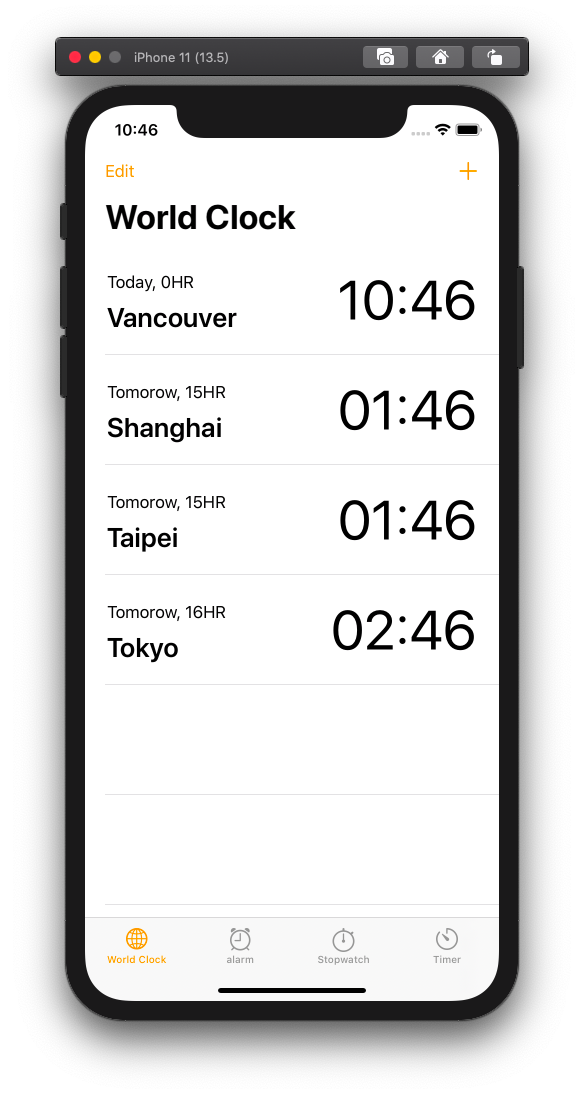 iPhone 11 (13.5)
10:46
Edit
World Clock
Today, 0HR
Vancouver
10:46
Tomorow, 15HR
Shanghai
01:46
Tomorow, 15HR
Taipei
01:46
Tomorow, 16HR
Tokyo
02:46
World Clock
alarm
Stopwatch
Timer